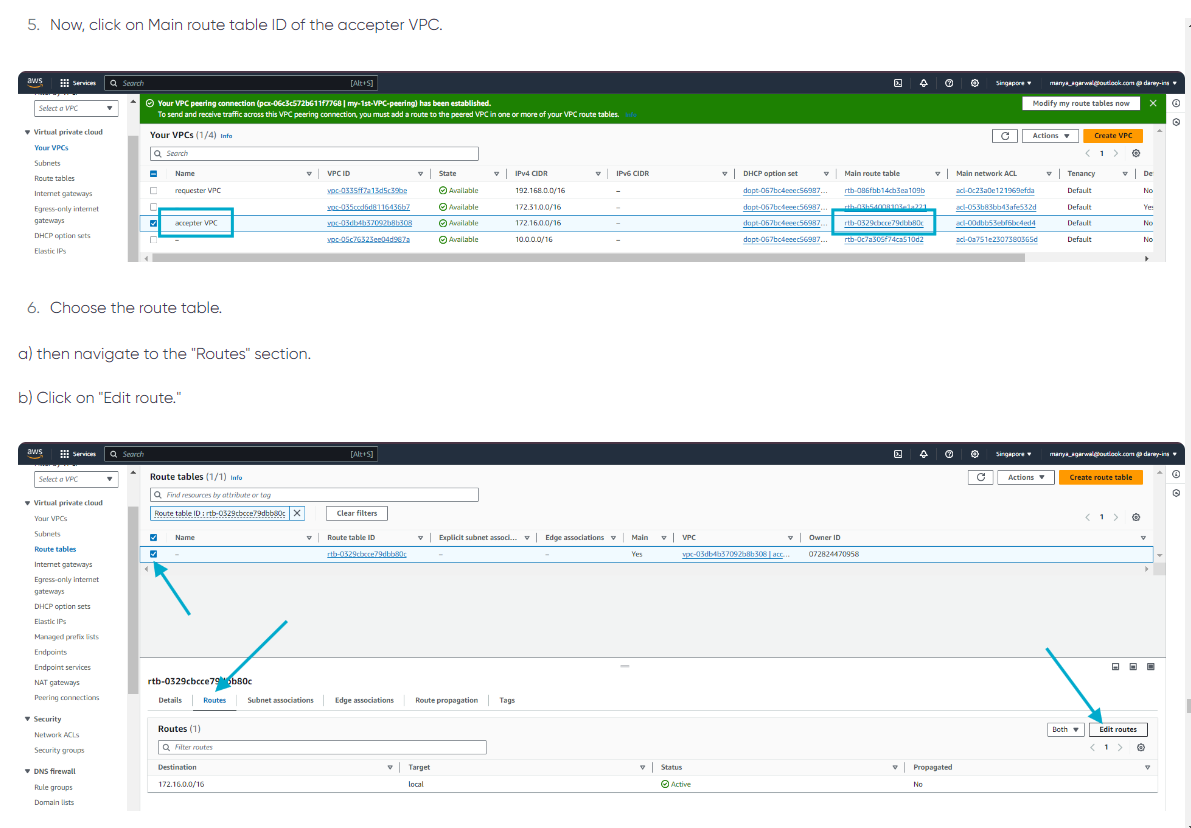 5. Now, click on Main route table ID of the accepter VPC.
aws Services Search [Alt+S] Singapore manya_agarwal@outlook.com @ darey-ins
Select a VPC
Virtual private cloud
Your VPCs
Subnets
Route tables
Internet gateways
Egress-only internet
gateways
DHCP option sets
Elastic IPs
Your VPC peering connection (pcx-06c3c572b611f7768 | my-1st-VPC-peering) has been established.
To send and receive traffic across this VPC peering connection, you must add a route to the peered VPC in one or more of your VPC route tables.
Modify my route tables now
Your VPCs (1/4) Info
Actions
Create VPC
Search
1
Name VPC ID State IPv4 CIDR IPv6 CIDR DHCP option set Main route table Main network ACL Tenancy De
requester VPC vpc-0335ff7a13d5c39be Available 192.168.0.0/16 – dopt-067bc4eeec56987... rtb-086fbb14cb3ea109b acl-0c23a0e121969efda Default No
vpc-035ccd6d8116436b7 Available 172.31.0.0/16 – dopt-067bc4eeec56987... acl-053b83bb43afe532d Default Yes
accepter VPC vpc-03db4b37092b8b308 Available 172.16.0.0/16 – dopt-067bc4eeec56987... rtb-0329cbcce79dbb80c acl-00dbb53ebf6bc4ed4 Default No
– vpc-05c76323ee04d987a Available 10.0.0.0/16 – dopt-067bc4eeec56987... rtb-0c7a305f74ca510d2 acl-0a751e2307380365d Default No
6. Choose the route table.
a) then navigate to the "Routes" section.
b) Click on "Edit route."
aws Services Search [Alt+S] Singapore manya_agarwal@outlook.com @ darey-ins
Select a VPC
Virtual private cloud
Your VPCs
Subnets
Route tables
Internet gateways
Egress-only internet
gateways
DHCP option sets
Elastic IPs
Managed prefix lists
Endpoints
Endpoint services
NAT gateways
Peering connections
Security
Network ACLs
Security groups
DNS firewall
Rule groups
Domain lists
Route tables (1/1) Info
Actions
Create route table
Find resources by attribute or tag
Route table ID : rtb-0329cbcce79dbb80c
Clear filters
1
Name Route table ID Explicit subnet associ... Edge associations Main VPC Owner ID
– rtb-0329cbcce79dbb80c – – Yes vpc-03db4b37092b8b308 | acc... 072824470958
rtb-0329cbcce79dbb80c
Details Routes Subnet associations Edge associations Route propagation Tags
Routes (1)
Both
Edit routes
Filter routes
1
Destination Target Status Propagated
172.16.0.0/16 local Active No